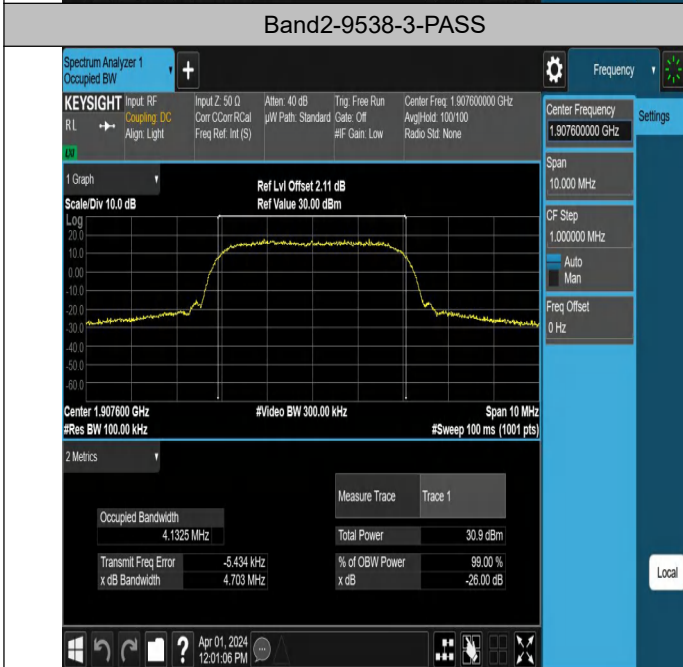 Band2-9538-3-PASS
Spectrum Analyzer 1
Occupied BW
Frequency
KEYSIGHT
RL
LXI
Input: RF
Coupling: DC
Align: Light
Input Z: 50 Ω
Corr CCorr RCal
Freq Ref: Int (S)
Atten: 40 dB
µW Path: Standard
Trig: Free Run
Gate: Off
#IF Gain: Low
Center Freq: 1.907600000 GHz
Avg|Hold: 100/100
Radio Std: None
Center Frequency
1.907600000 GHz
Settings
Span
10.000 MHz
CF Step
1.000000 MHz
Auto
Man
Freq Offset
0 Hz
Local
1 Graph
Scale/Div 10.0 dB
Ref Lvl Offset 2.11 dB
Ref Value 30.00 dBm
Log
20.0
10.0
0.00
-10.0
-20.0
-30.0
-40.0
-50.0
-60.0
Center 1.907600 GHz
#Video BW 300.00 kHz
Span 10 MHz
#Res BW 100.00 kHz
#Sweep 100 ms (1001 pts)
2 Metrics
Measure Trace Trace 1
Occupied Bandwidth
4.1325 MHz
Total Power 30.9 dBm
Transmit Freq Error -5.434 kHz
% of OBW Power 99.00 %
x dB Bandwidth 4.703 MHz
x dB -26.00 dB
?
Apr 01, 2024
12:01:06 PM